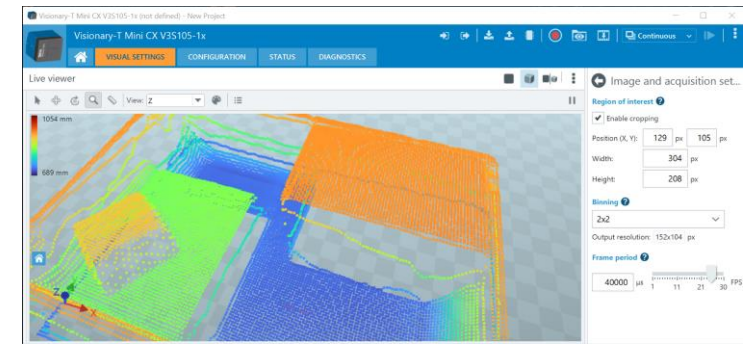 Visionary-T Mini CX V3S105-1x (not defined) - New Project
Visionary-T Mini CX V3S105-1x
Continuous
VISUAL SETTINGS CONFIGURATION STATUS DIAGNOSTICS
Live viewer
Image and acquisition set...
View: Z
Region of interest
Enable cropping
1054 mm
689 mm
Position (X, Y): 129 px 105 px
Width: 304 px
Height: 208 px
Binning
2x2
Output resolution: 152x104 px
Frame period
40000 µs 1 11 21 30 FPS
Z
X